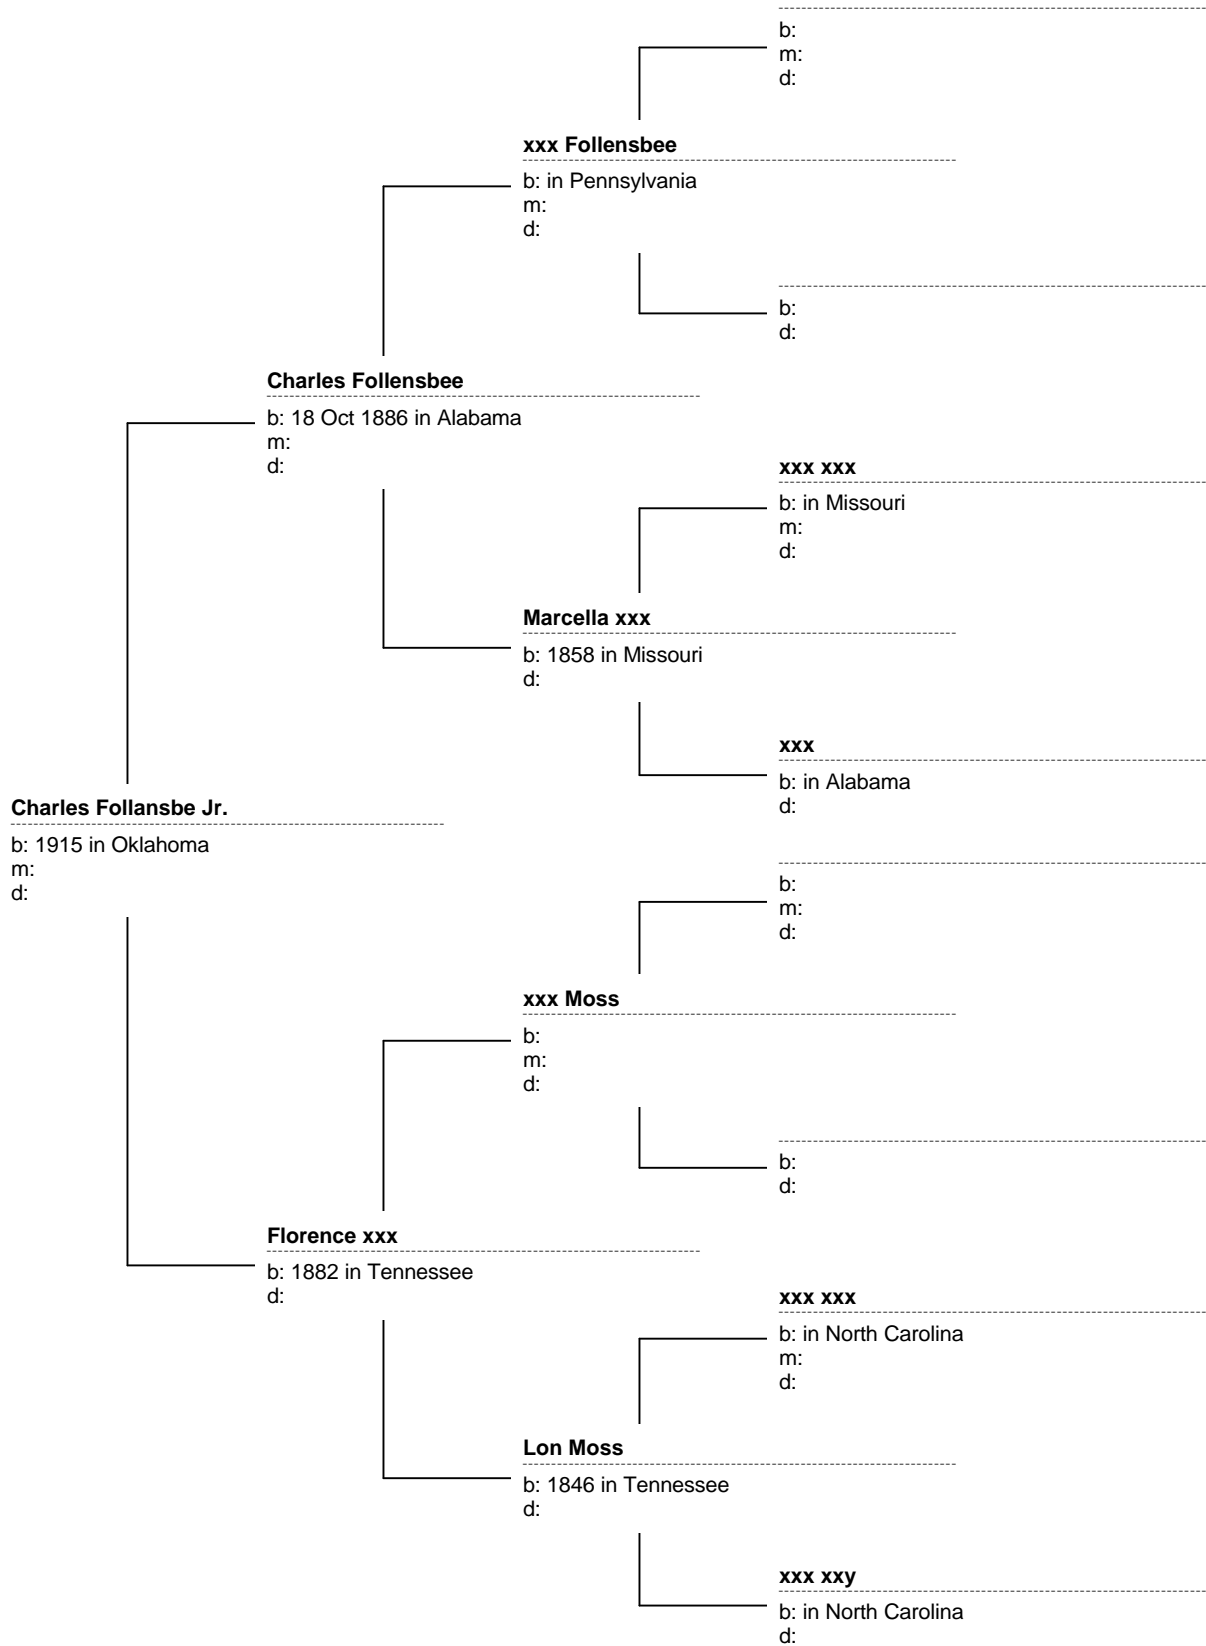 b:
m:
d:
xxx Follensbee
b: in Pennsylvania
m:
d:
b:
d:
Charles Follensbee
b: 18 Oct 1886 in Alabama
m:
d:
xxx xxx
b: in Missouri
m:
d:
Marcella xxx
b: 1858 in Missouri
d:
xxx
b: in Alabama
d:
Charles Follansbe Jr.
b: 1915 in Oklahoma
m:
d:
b:
m:
d:
xxx Moss
b:
m:
d:
b:
d:
Florence xxx
b: 1882 in Tennessee
d:
xxx xxx
b: in North Carolina
m:
d:
Lon Moss
b: 1846 in Tennessee
d:
xxx xxy
b: in North Carolina
d: